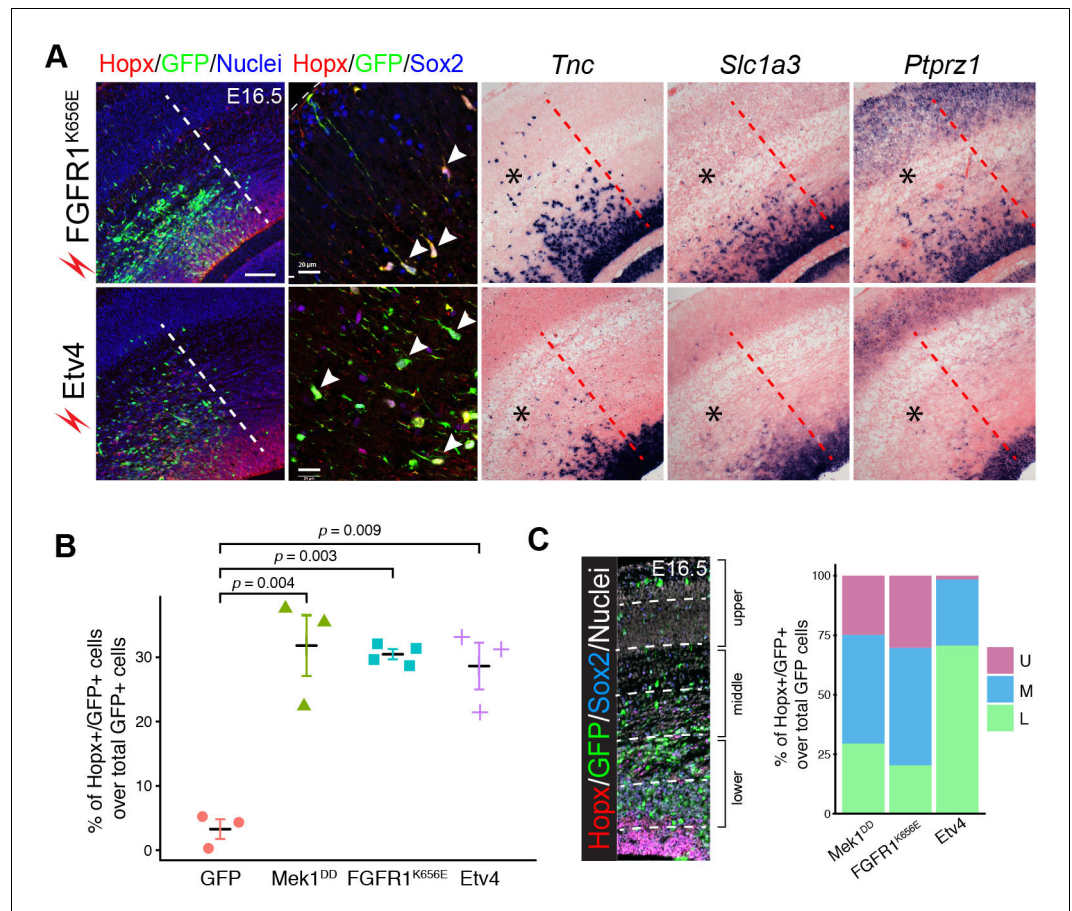 A
Hopx/GFP/Nuclei
Hopx/GFP/Sox2
Tnc
Slc1a3
Ptprz1
FGFR1K656E
E16.5
20 µm
*
*
*
Etv4
*
*
*
B
p = 0.009
p = 0.003
p = 0.004
% of Hopx+/GFP+ cells
over total GFP+ cells
30
20
10
0
GFP
Mek1DD
FGFR1K656E
Etv4
C
Hopx/GFP/Sox2/Nuclei
E16.5
upper
middle
lower
% of Hopx+/GFP+
over total GFP cells
100
75
50
25
0
Mek1DD
FGFR1K656E
Etv4
U
M
L